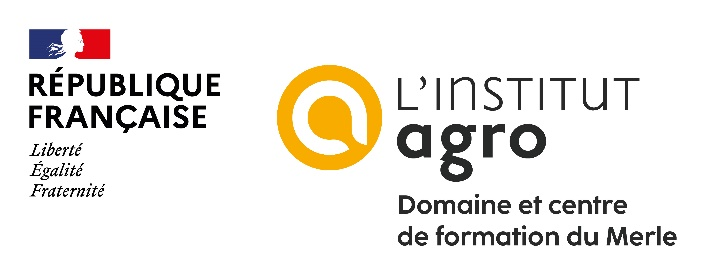 RÉPUBLIQUE
FRANÇAISE
Liberté
Égalité
Fraternité
L'INSTITUT
agro
Domaine et centre
de formation du Merle